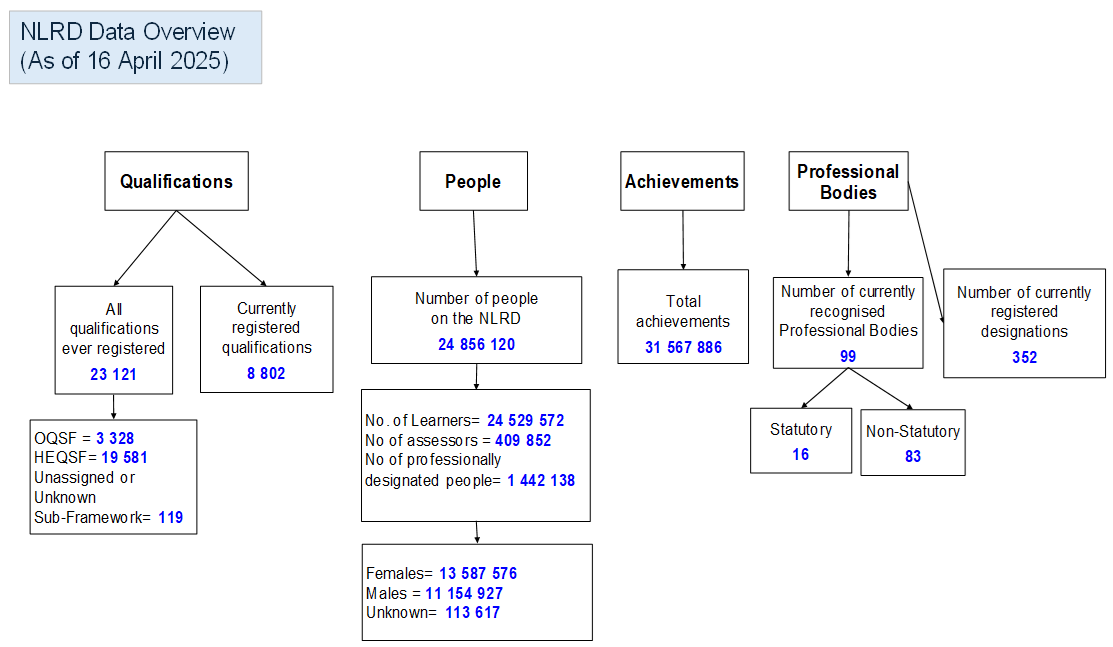 NLRD Data Overview
(As of 16 April 2025)
Qualifications
All
qualifications
ever registered
23 121
OQSF = 3 328
HEQSF= 19 581
Unassigned or
Unknown
Sub-Framework= 119
Currently
registered
qualifications
8 802
People
Number of people
on the NLRD
24 856 120
No. of Learners= 24 529 572
No of assessors = 409 852
No of professionally
designated people= 1 442 138
Females= 13 587 576
Males = 11 154 927
Unknown= 113 617
Achievements
Total
achievements
31 567 886
Professional
Bodies
Number of currently
recognised
Professional Bodies
99
Statutory
16
Non-Statutory
83
Number of currently
registered
designations
352